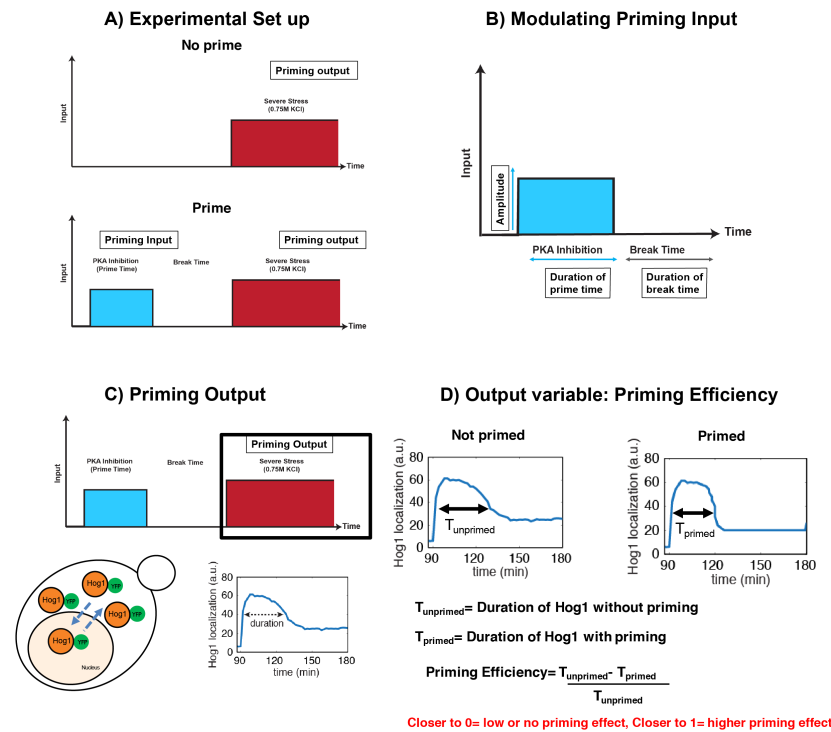 A) Experimental Set up
No prime
Priming output
Severe Stress
(0.75M KCl)
Input
Time
Prime
Priming Input
Priming output
PKA Inhibition
(Prime Time)
Break Time
Severe Stress
(0.75M KCl)
Input
Time
B) Modulating Priming Input
Input
Amplitude
Time
PKA Inhibition
Break Time
Duration of
prime time
Duration of
break time
C) Priming Output
Priming Output
PKA Inhibition
(Prime Time)
Break Time
Severe Stress
(0.75M KCl)
Input
Time
Hog1
YFP
Hog1
YFP
Hog1
YFP
Hog1
YFP
Nucleus
Hog1 localization (a.u.)
80
60
40
20
0
duration
90
120
150
180
time (min)
D) Output variable: Priming Efficiency
Not primed
Hog1 localization (a.u.)
80
60
40
20
0
Tunprimed
90
120
150
180
time (min)
Primed
Hog1 localization (a.u.)
80
60
40
20
0
Tprimed
90
120
150
180
time (min)
Tunprimed= Duration of Hog1 without priming
Tprimed= Duration of Hog1 with priming
Priming Efficiency= Tunprimed- Tprimed
Tunprimed
Closer to 0= low or no priming effect, Closer to 1= higher priming effect